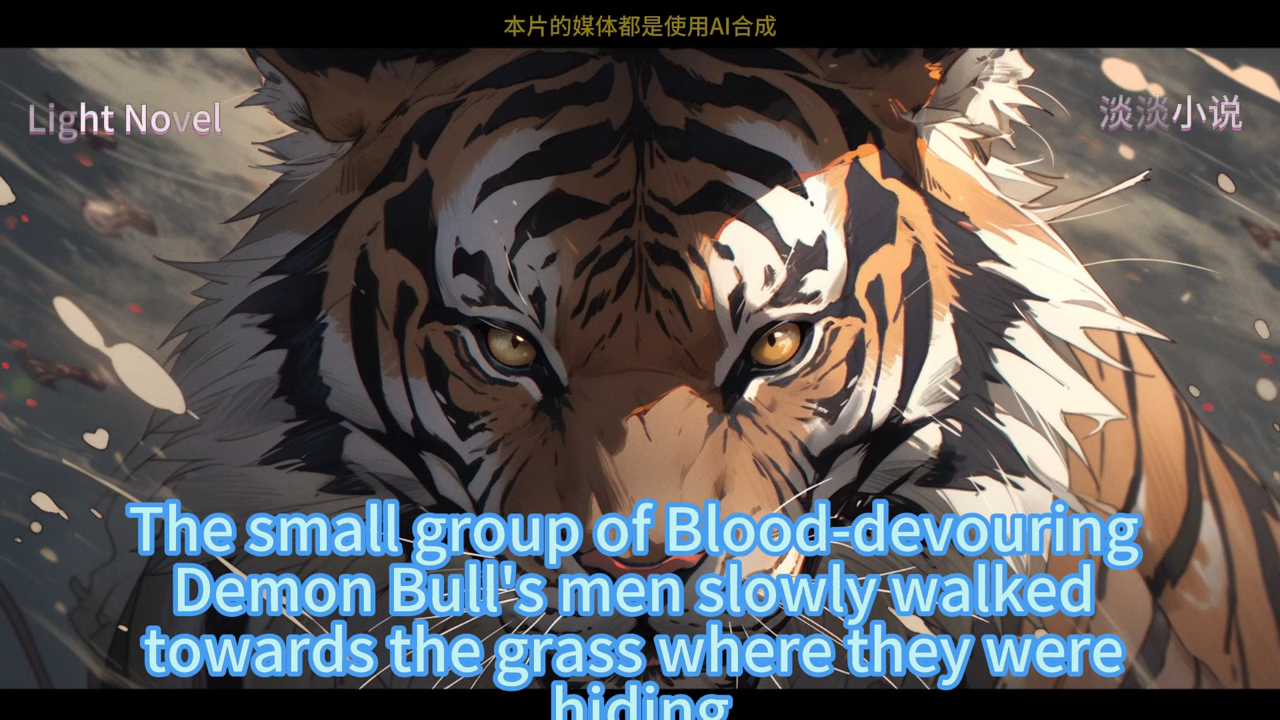 本片的媒体都是使用AI合成
Light Novel
淡淡小说
The small group of Blood-devouring
Demon Bull's men slowly walked
towards the grass where they were
hiding